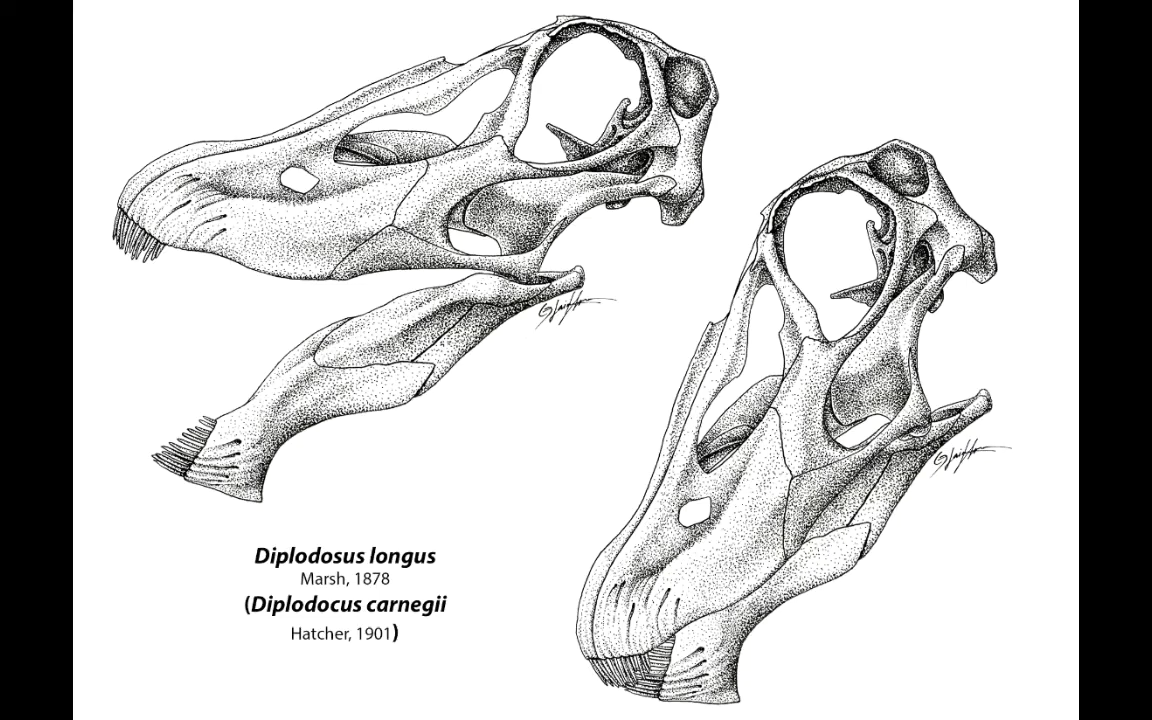 Diplodosus longus
Marsh, 1878
(Diplodocus carnegii
Hatcher, 1901)